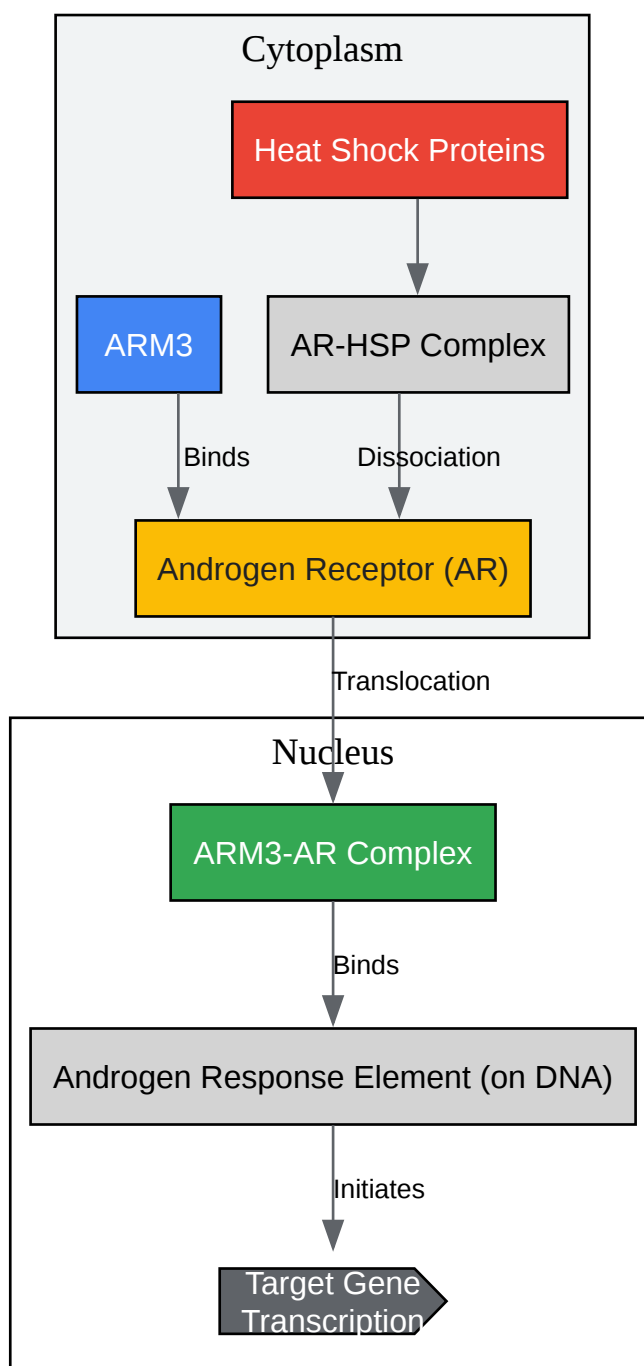 Cytoplasm
Heat Shock Proteins
ARM3
AR-HSP Complex
Binds
Dissociation
Androgen Receptor (AR)
Translocation
Nucleus
ARM3-AR Complex
Binds
Androgen Response Element (on DNA)
Initiates
Target Gene
Transcription